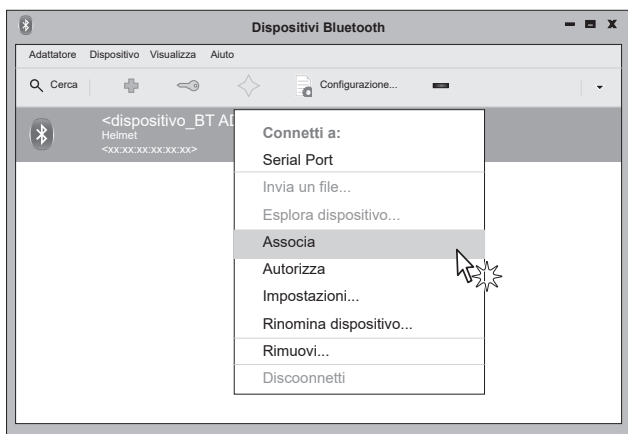 Dispositivi Bluetooth
Adattatore Dispositivo Visualizza Aiuto
Cerca Configurazione...
<dispositivo_BT AD
Helmet
<xx:xx:xx:xx:xx:xx>
Connetti a:
Serial Port
Invia un file...
Esplora dispositivo...
Associa
Autorizza
Impostazioni...
Rinomina dispositivo...
Rimuovi...
Discoonnetti